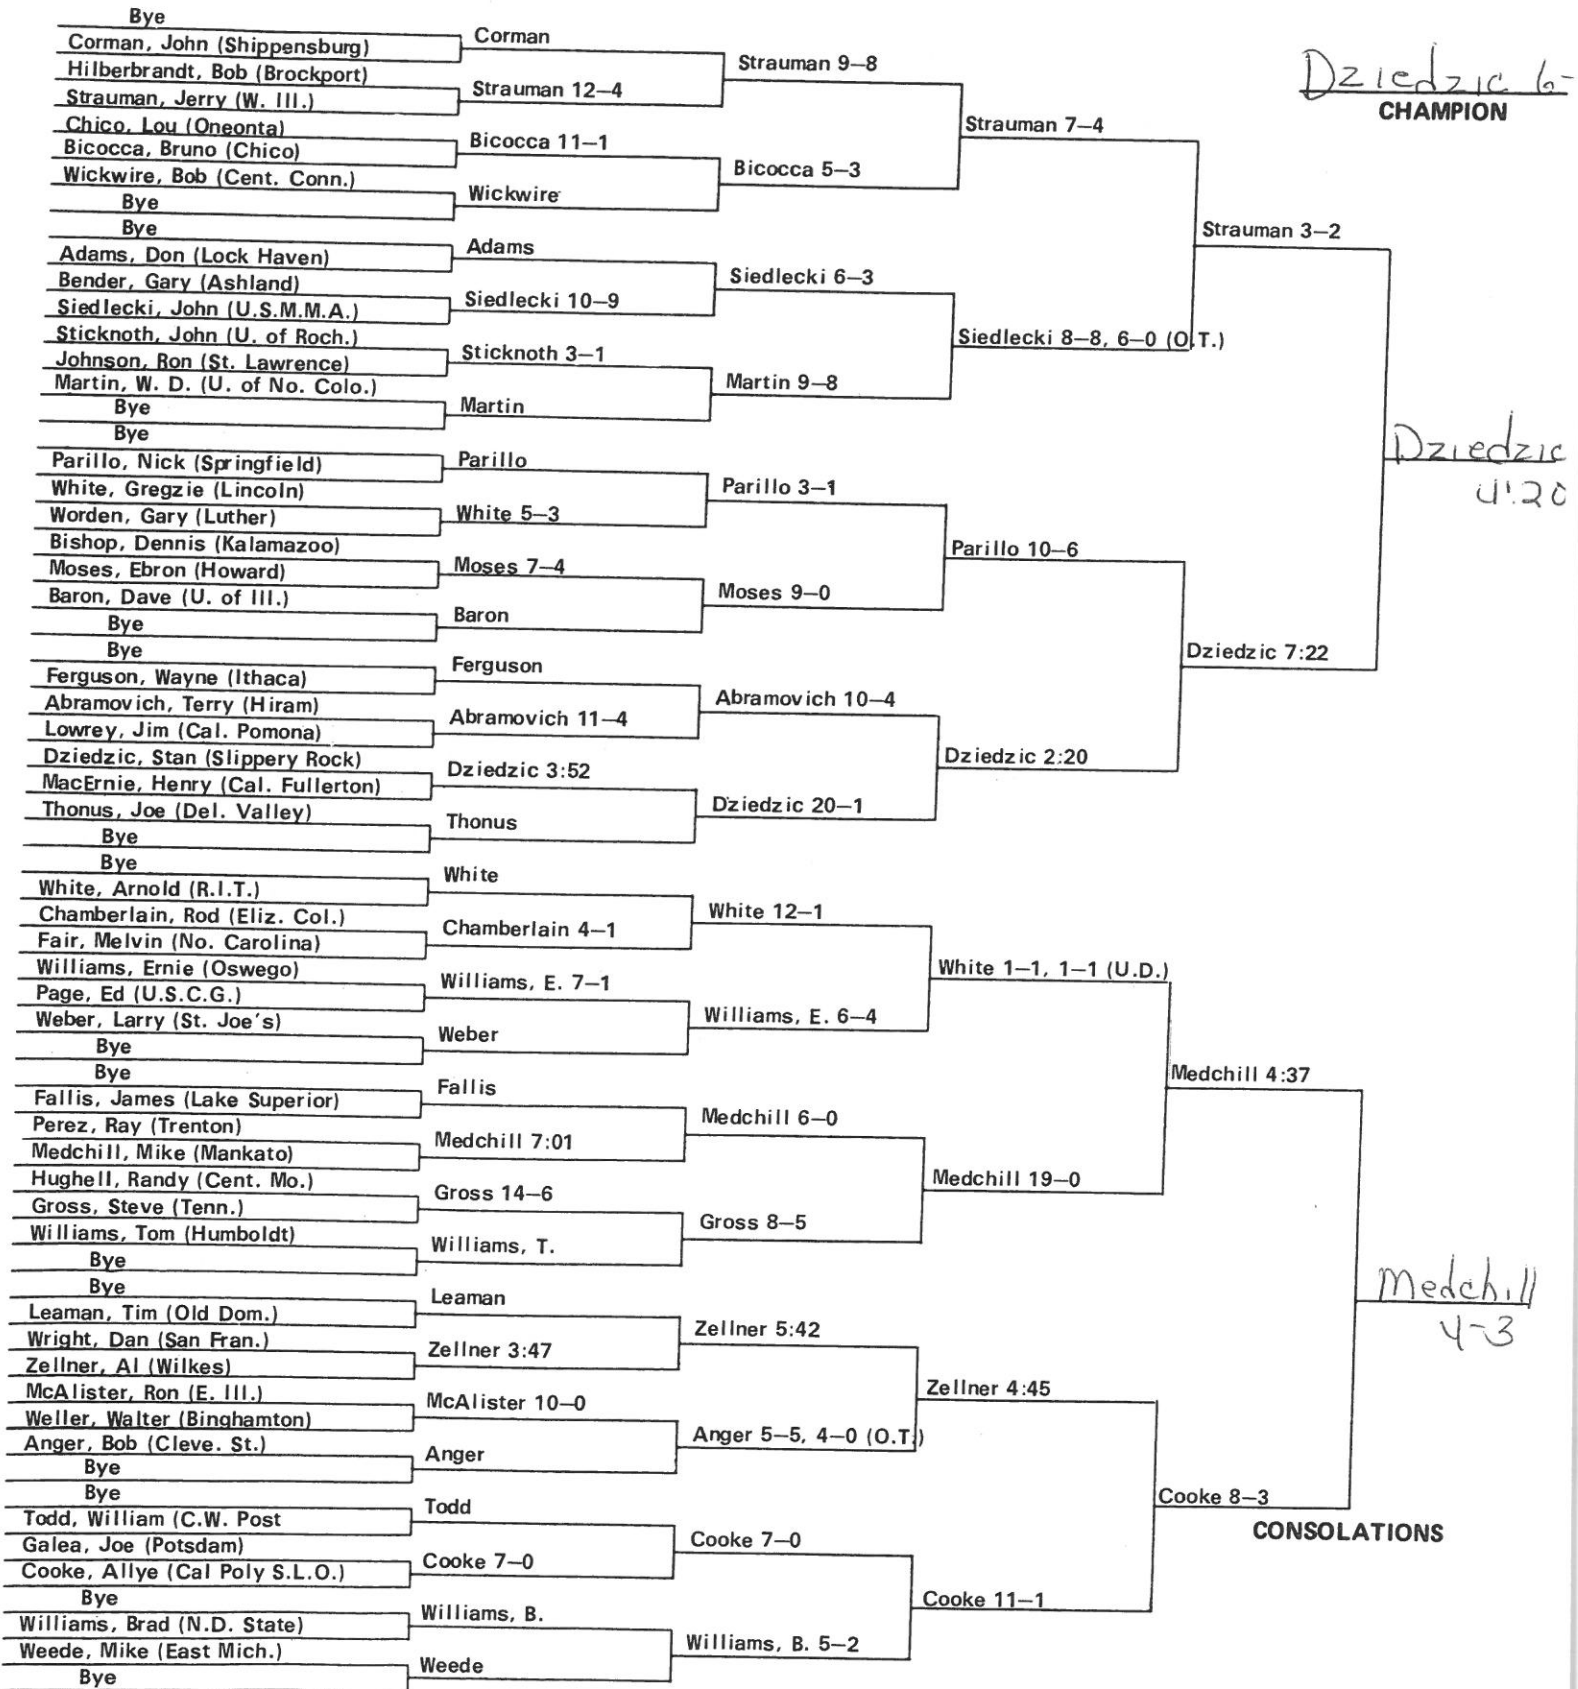 Bye
Corman, John (Shippensburg)
Hilberbrandt, Bob (Brockport)
Strauman, Jerry (W. Ill.)
Chico, Lou (Oneonta)
Bicocca, Bruno (Chico)
Wickwire, Bob (Cent. Conn.)
Bye
Bye
Adams, Don (Lock Haven)
Bender, Gary (Ashland)
Siedlecki, John (U.S.M.M.A.)
Sticknoth, John (U. of Roch.)
Johnson, Ron (St. Lawrence)
Martin, W. D. (U. of No. Colo.)
Bye
Bye
Parillo, Nick (Springfield)
White, Gregzie (Lincoln)
Worden, Gary (Luther)
Bishop, Dennis (Kalamazoo)
Moses, Ebron (Howard)
Baron, Dave (U. of Ill.)
Bye
Bye
Ferguson, Wayne (Ithaca)
Abramovich, Terry (Hiram)
Lowrey, Jim (Cal. Pomona)
Dziedzic, Stan (Slippery Rock)
MacErnie, Henry (Cal. Fullerton)
Thonus, Joe (Del. Valley)
Bye
Bye
White, Arnold (R.I.T.)
Chamberlain, Rod (Eliz. Col.)
Fair, Melvin (No. Carolina)
Williams, Ernie (Oswego)
Page, Ed (U.S.C.G.)
Weber, Larry (St. Joe's)
Bye
Bye
Fallis, James (Lake Superior)
Perez, Ray (Trenton)
Medchill, Mike (Mankato)
Hughell, Randy (Cent. Mo.)
Gross, Steve (Tenn.)
Williams, Tom (Humboldt)
Bye
Bye
Leaman, Tim (Old Dom.)
Wright, Dan (San Fran.)
Zellner, Al (Wilkes)
McAlister, Ron (E. Ill.)
Weller, Walter (Binghamton)
Anger, Bob (Cleve. St.)
Bye
Bye
Todd, William (C.W. Post
Galea, Joe (Potsdam)
Cooke, Allye (Cal Poly S.L.O.)
Bye
Williams, Brad (N.D. State)
Weede, Mike (East Mich.)
Bye
Corman
Strauman 12–4
Bicocca 11–1
Wickwire
Adams
Siedlecki 10–9
Sticknoth 3–1
Martin
Parillo
White 5–3
Moses 7–4
Baron
Ferguson
Abramovich 11–4
Dziedzic 3:52
Thonus
White
Chamberlain 4–1
Williams, E. 7–1
Weber
Fallis
Medchill 7:01
Gross 14–6
Williams, T.
Leaman
Zellner 3:47
McAlister 10–0
Anger
Todd
Cooke 7–0
Williams, B.
Weede
Strauman 9–8
Bicocca 5–3
Siedlecki 6–3
Martin 9–8
Parillo 3–1
Moses 9–0
Abramovich 10–4
Dziedzic 20–1
White 12–1
Williams, E. 6–4
Medchill 6–0
Gross 8–5
Zellner 5:42
Anger 5–5, 4–0 (O.T.)
Cooke 7–0
Williams, B. 5–2
Strauman 7–4
Siedlecki 8–8, 6–0 (O.T.)
Parillo 10–6
Dziedzic 2:20
White 1–1, 1–1 (U.D.)
Medchill 19–0
Zellner 4:45
Cooke 11–1
Strauman 3–2
Dziedzic 7:22
Medchill 4:37
Cooke 8–3
Dziedzic
4:20
Medchill
4-3
Dziedzic 6-
CHAMPION
CONSOLATIONS